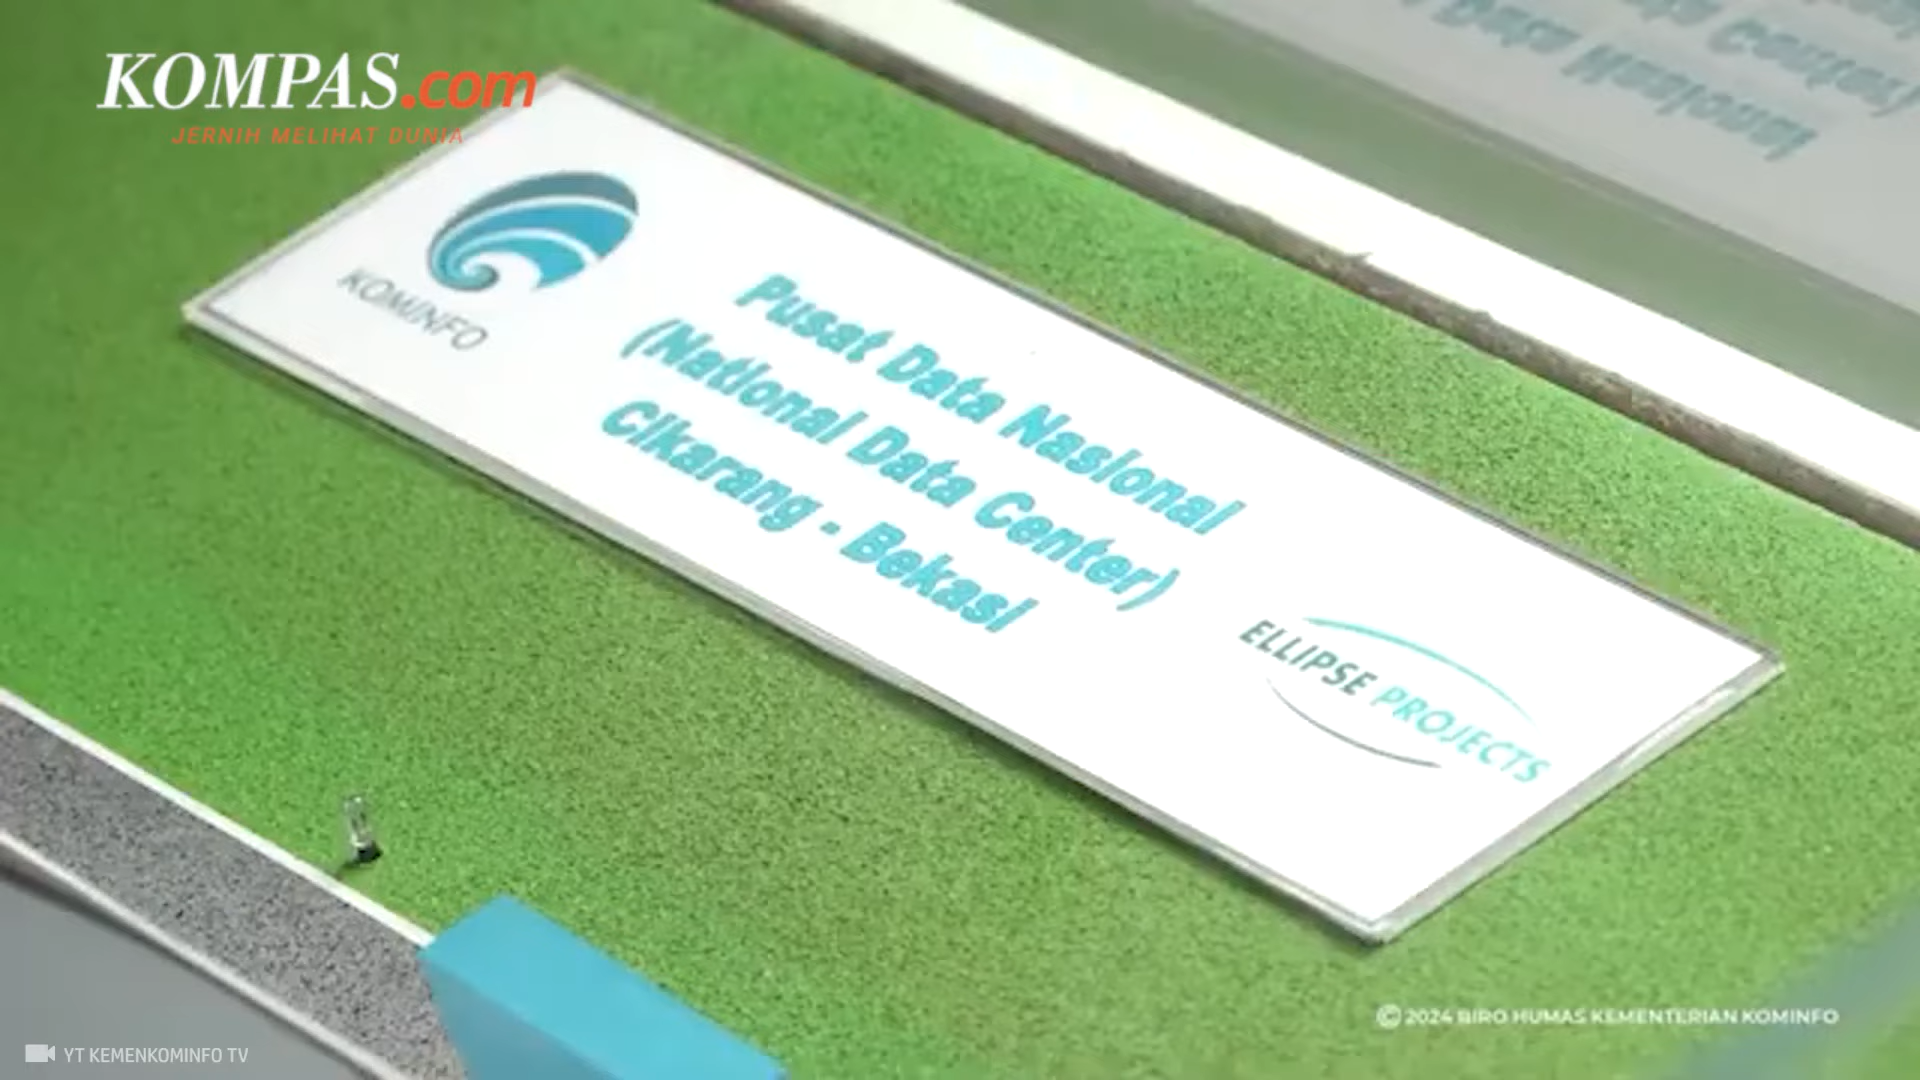 KOMPAS.com
JERNIH MELIHAT DUNIA
KOMINFO
Pusat Data Nasional
(National Data Center)
Cikarang - Bekasi
ELLIPSE PROJECTS
©2024 BIRO HUMAS KEMENTERIAN KOMINFO
YT KEMENKOMINFO TV